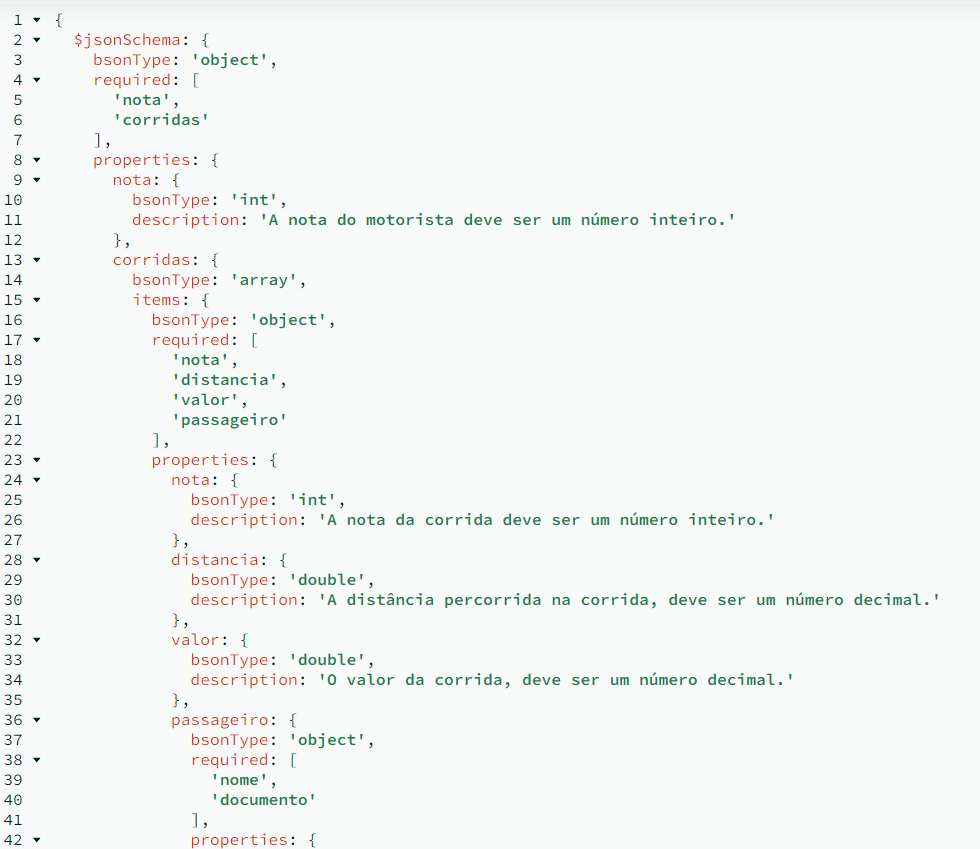 1 {
2 $jsonSchema: {
3 bsonType: 'object',
4 required: [
5 'nota',
6 'corridas'
7 ],
8 properties: {
9 nota: {
10 bsonType: 'int',
11 description: 'A nota do motorista deve ser um número inteiro.'
12 },
13 corridas: {
14 bsonType: 'array',
15 items: {
16 bsonType: 'object',
17 required: [
18 'nota',
19 'distancia',
20 'valor',
21 'passageiro'
22 ],
23 properties: {
24 nota: {
25 bsonType: 'int',
26 description: 'A nota da corrida deve ser um número inteiro.'
27 },
28 distancia: {
29 bsonType: 'double',
30 description: 'A distância percorrida na corrida, deve ser um número decimal.'
31 },
32 valor: {
33 bsonType: 'double',
34 description: 'O valor da corrida, deve ser um número decimal.'
35 },
36 passageiro: {
37 bsonType: 'object',
38 required: [
39 'nome',
40 'documento'
41 ],
42 properties: {